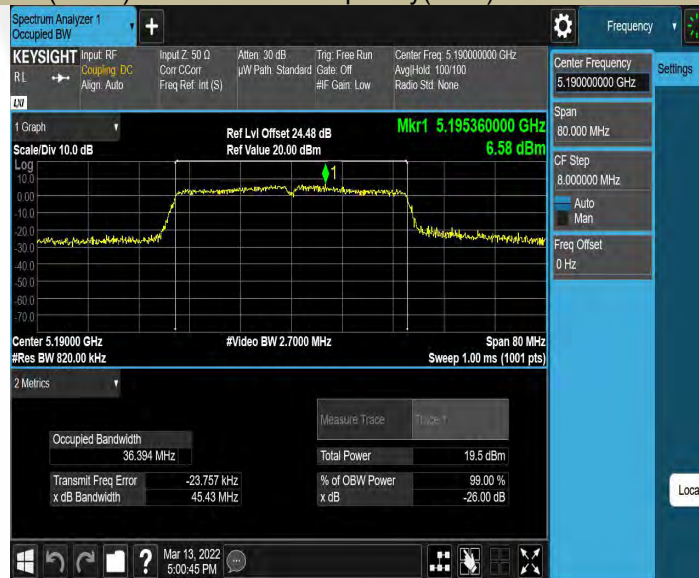 Spectrum Analyzer 1
Occupied BW
+
Frequency
KEYSIGHT
Input: RF
Input Z: 50 Ω
Atten: 30 dB
Trig: Free Run
Center Freq: 5.190000000 GHz
RL
Coupling: DC
Corr CCorr
µW Path: Standard
Gate: Off
Avg|Hold: 100/100
Align: Auto
Freq Ref: Int (S)
#IF Gain: Low
Radio Std: None
LXI
1 Graph
Ref Lvl Offset 24.48 dB
Mkr1 5.195360000 GHz
Scale/Div 10.0 dB
Ref Value 20.00 dBm
6.58 dBm
Log
10.0
0.00
-10.0
-20.0
-30.0
-40.0
-50.0
-60.0
-70.0
1
Center 5.19000 GHz
#Video BW 2.7000 MHz
Span 80 MHz
#Res BW 820.00 kHz
Sweep 1.00 ms (1001 pts)
2 Metrics
Measure Trace
Trace 1
Occupied Bandwidth
36.394 MHz
Total Power
19.5 dBm
Transmit Freq Error
-23.757 kHz
% of OBW Power
99.00 %
x dB Bandwidth
45.43 MHz
x dB
-26.00 dB
Center Frequency
5.190000000 GHz
Settings
Span
80.000 MHz
CF Step
8.000000 MHz
Auto
Man
Freq Offset
0 Hz
Loca
?
Mar 13, 2022
5:00:45 PM